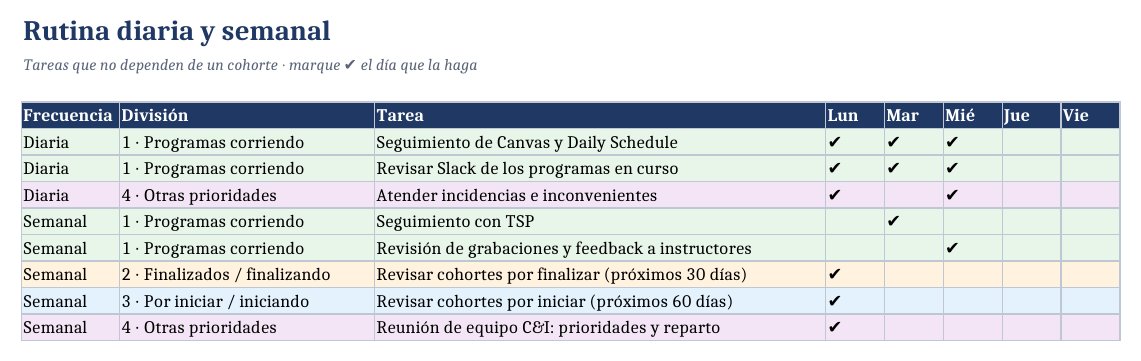 Rutina diaria y semanal
Tareas que no dependen de un cohorte · marque ✔ el día que la haga
Frecuencia División Tarea Lun Mar Mié Jue Vie
Diaria 1 · Programas corriendo Seguimiento de Canvas y Daily Schedule ✔ ✔ ✔
Diaria 1 · Programas corriendo Revisar Slack de los programas en curso ✔ ✔ ✔
Diaria 4 · Otras prioridades Atender incidencias e inconvenientes ✔ ✔
Semanal 1 · Programas corriendo Seguimiento con TSP ✔
Semanal 1 · Programas corriendo Revisión de grabaciones y feedback a instructores ✔
Semanal 2 · Finalizados / finalizando Revisar cohortes por finalizar (próximos 30 días) ✔
Semanal 3 · Por iniciar / iniciando Revisar cohortes por iniciar (próximos 60 días) ✔
Semanal 4 · Otras prioridades Reunión de equipo C&I: prioridades y reparto ✔